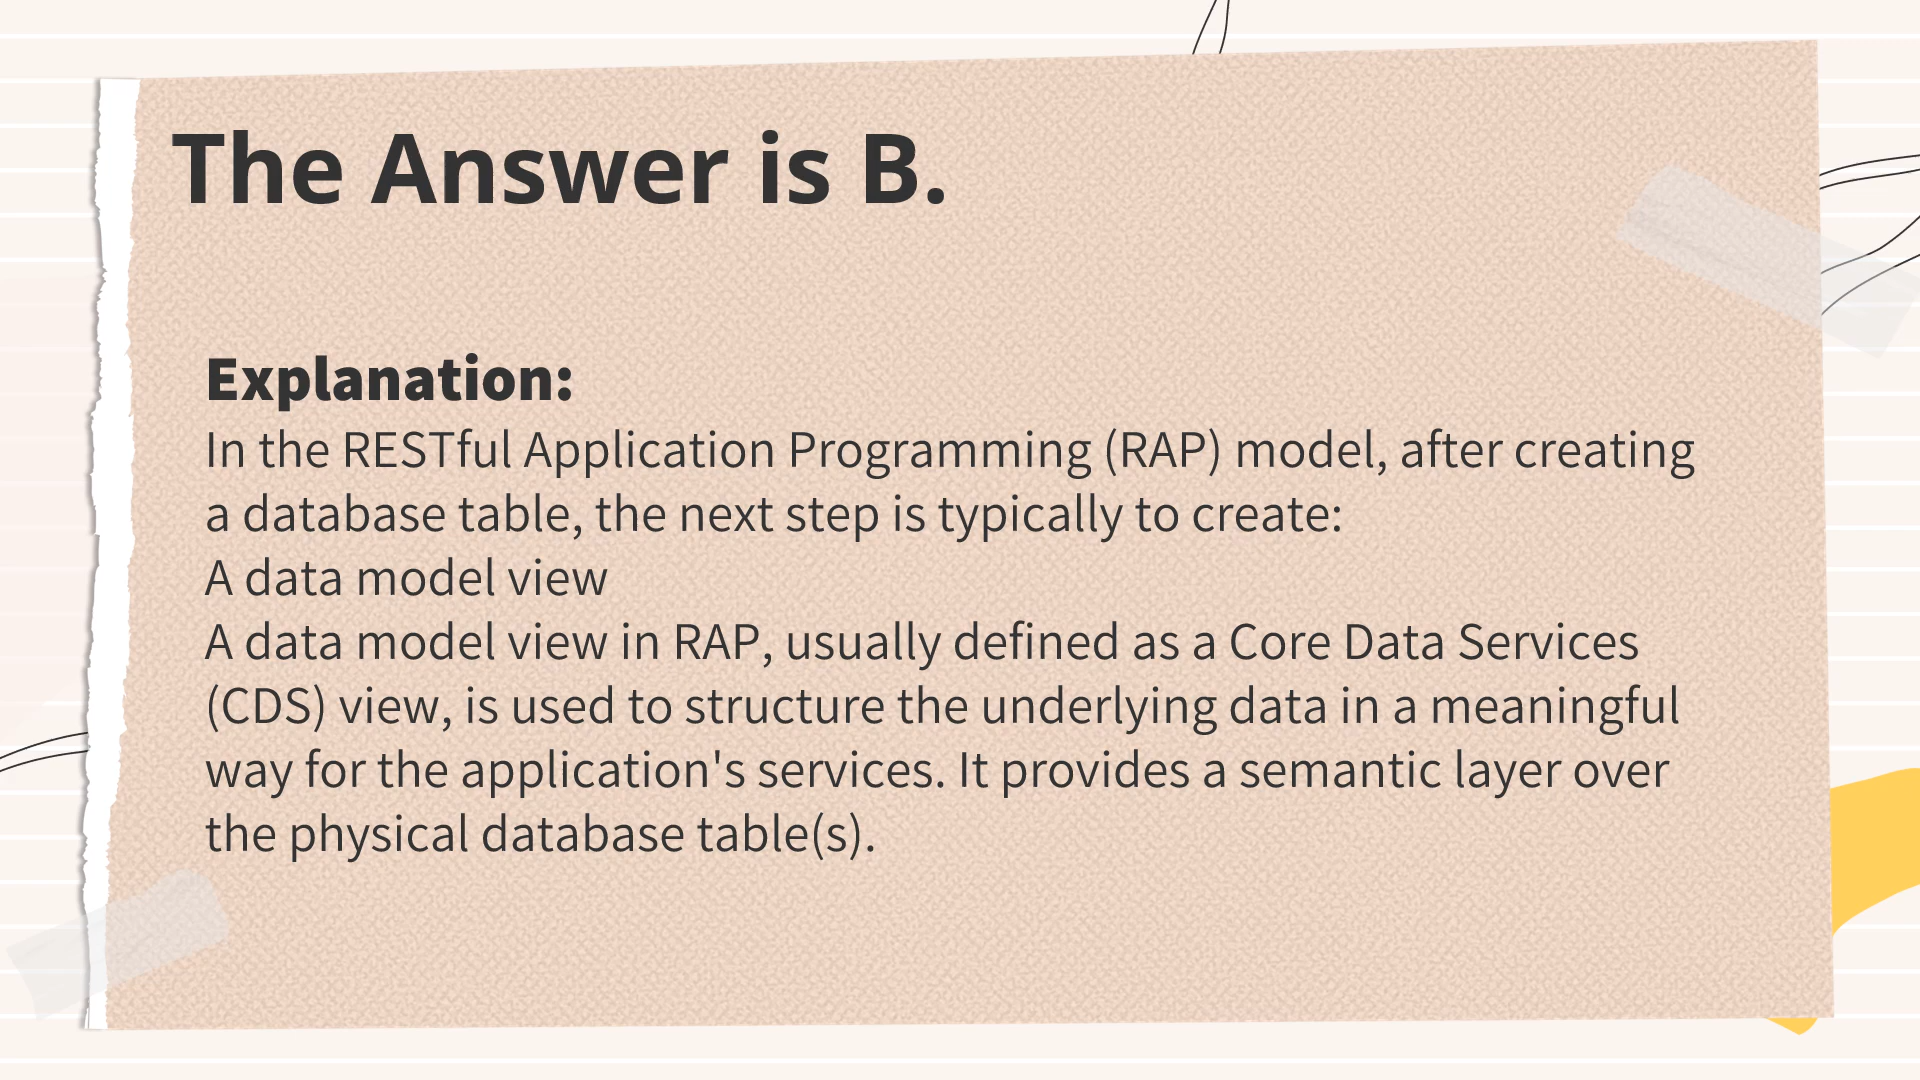 The Answer is B.
Explanation:
In the RESTful Application Programming (RAP) model, after creating
a database table, the next step is typically to create:
A data model view
A data model view in RAP, usually defined as a Core Data Services
(CDS) view, is used to structure the underlying data in a meaningful
way for the application's services. It provides a semantic layer over
the physical database table(s).